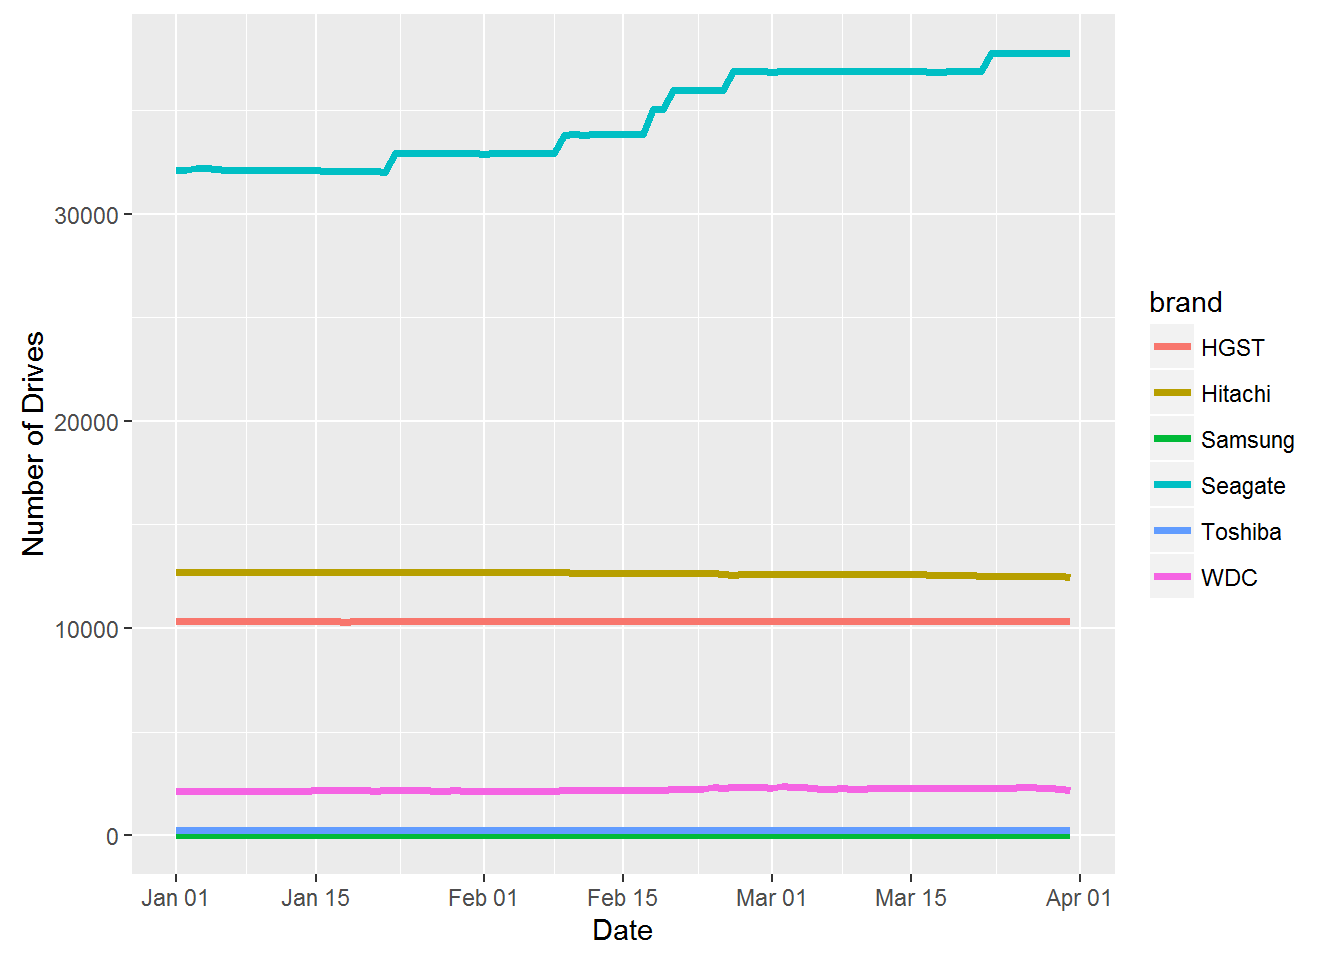 Number of Drives
30000
20000
10000
0
Jan 01
Jan 15
Feb 01
Feb 15
Mar 01
Mar 15
Apr 01
Date
brand
HGST
Hitachi
Samsung
Seagate
Toshiba
WDC